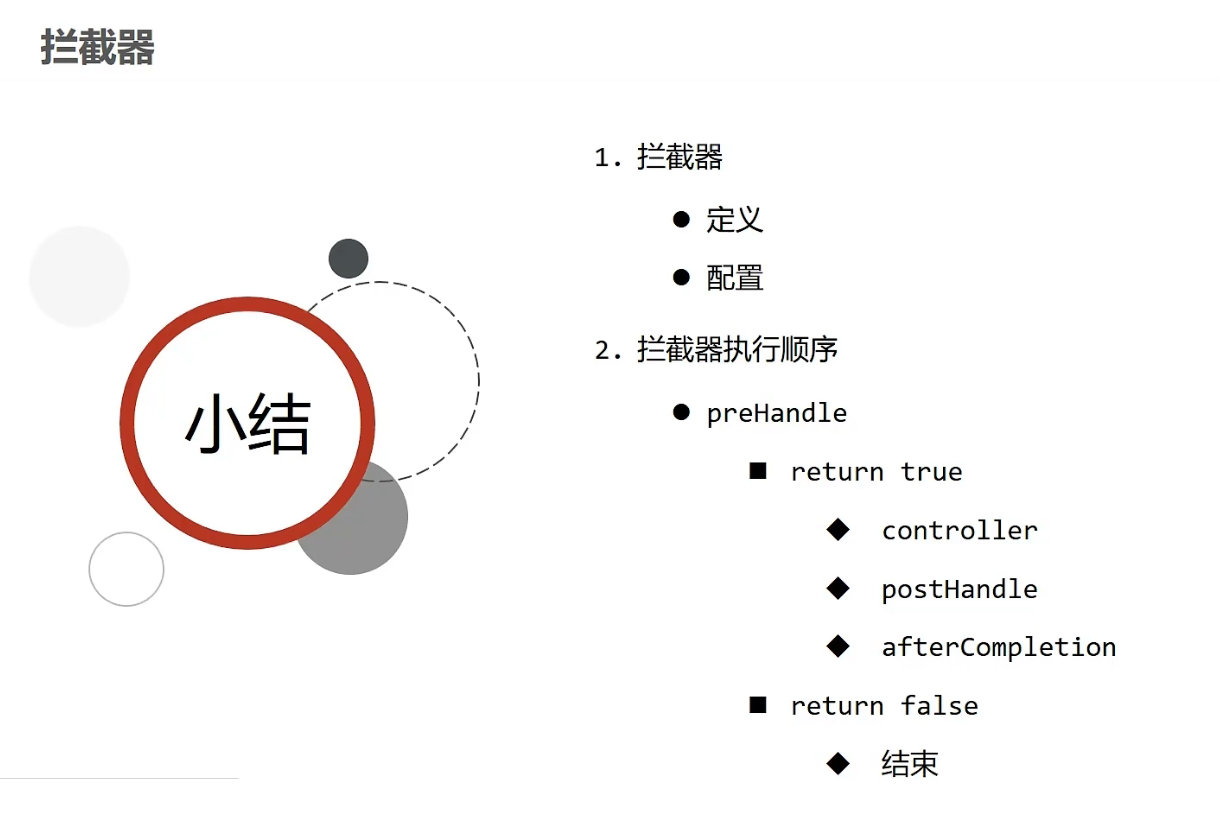 拦截器
小结
1. 拦截器
● 定义
● 配置
2. 拦截器执行顺序
● preHandle
■ return true
◆ controller
◆ postHandle
◆ afterCompletion
■ return false
◆ 结束